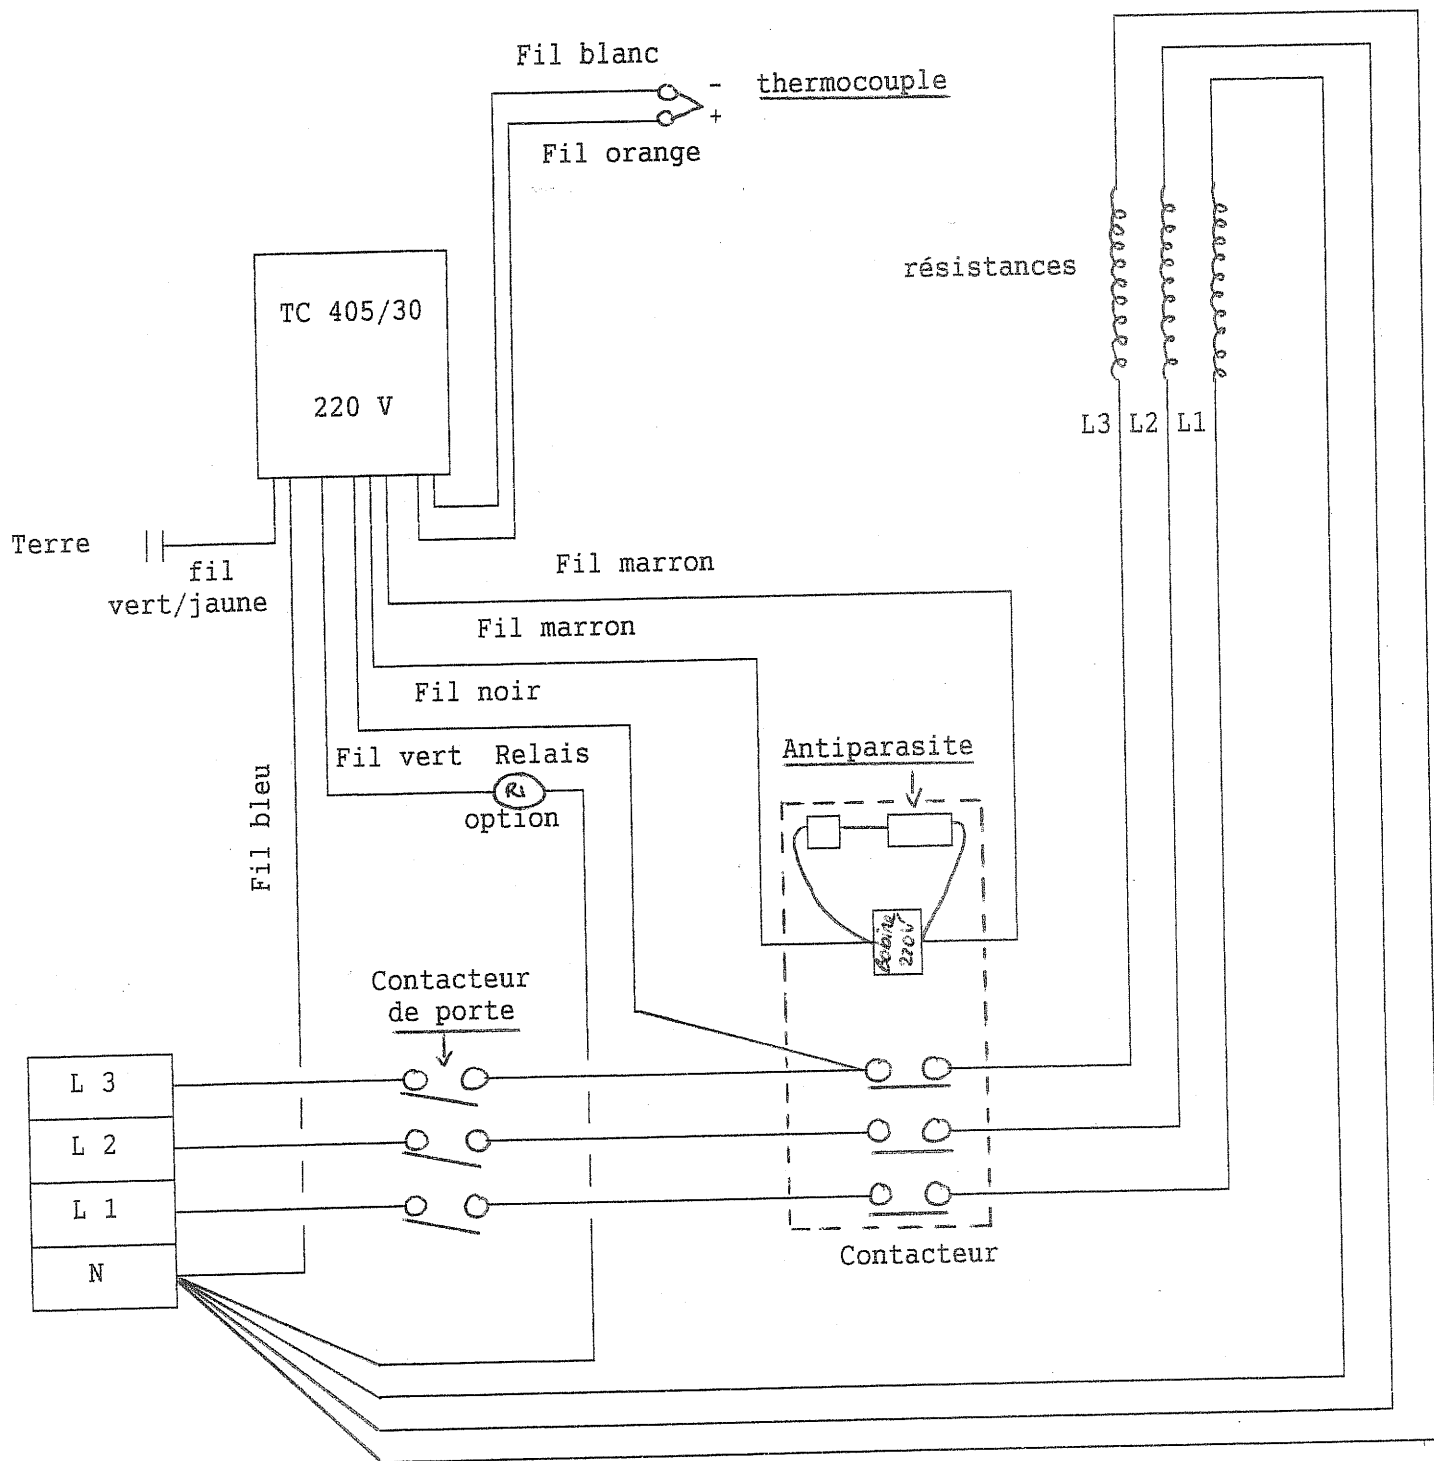 Fil blanc
- thermocouple
+
Fil orange
TC 405/30
220 V
résistances
L3 L2 L1
Terre
fil
vert/jaune
Fil marron
Fil marron
Fil noir
Fil vert Relais
R1
option
Fil bleu
Antiparasite
Bobine
220V
Contacteur
de porte
L 3
L 2
L 1
N
Contacteur